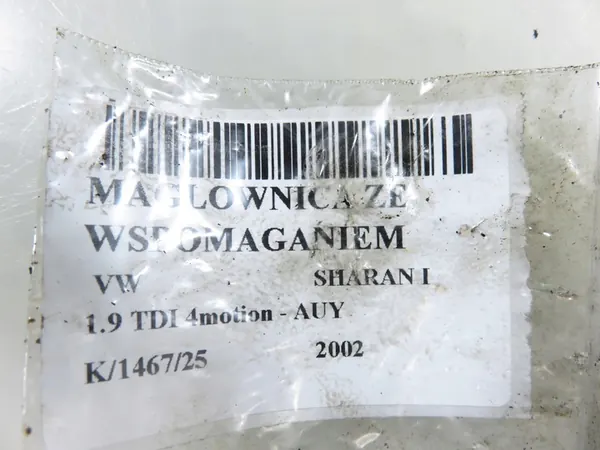 MAGLOWNICA ZE
WSPOMAGANIEM
VW SHARAN I
1.9 TDI 4motion - AUY
K/1467/25 2002